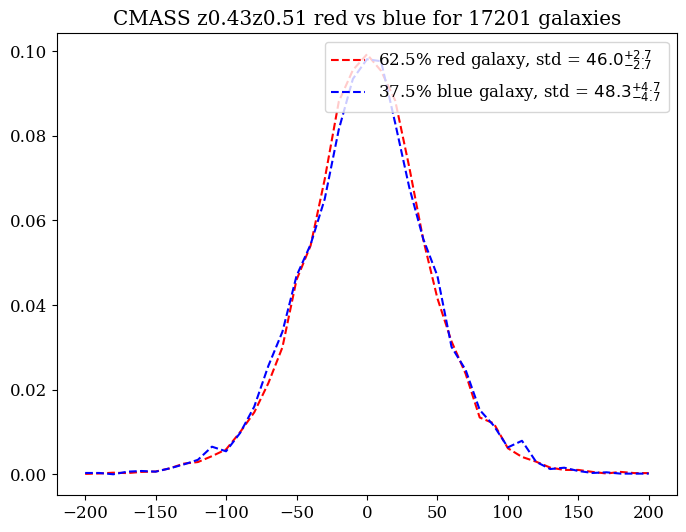 CMASS z0.43z0.51 red vs blue for 17201 galaxies
0.10
62.5% red galaxy, std = 46.0+2.7−2.7
37.5% blue galaxy, std = 48.3+4.7−4.7
0.08
0.06
0.04
0.02
0.00
−200 −150 −100 −50 0 50 100 150 200